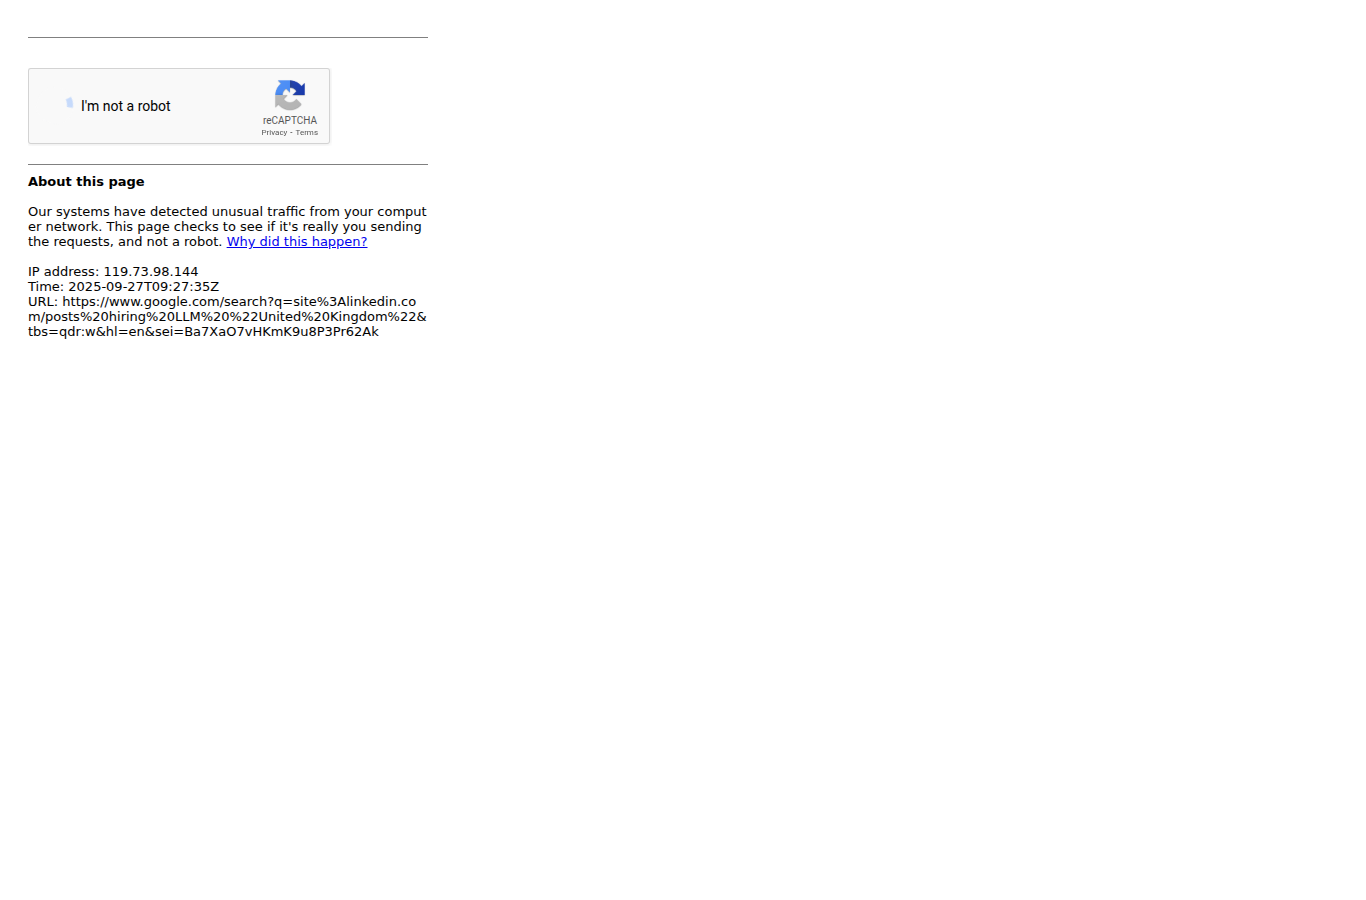 I'm not a robot
reCAPTCHA
Privacy - Terms
About this page
Our systems have detected unusual traffic from your comput
er network. This page checks to see if it's really you sending
the requests, and not a robot. Why did this happen?
IP address: 119.73.98.144
Time: 2025-09-27T09:27:35Z
URL: https://www.google.com/search?q=site%3Alinkedin.co
m/posts%20hiring%20LLM%20%22United%20Kingdom%22&
tbs=qdr:w&hl=en&sei=Ba7XaO7vHKmK9u8P3Pr62Ak